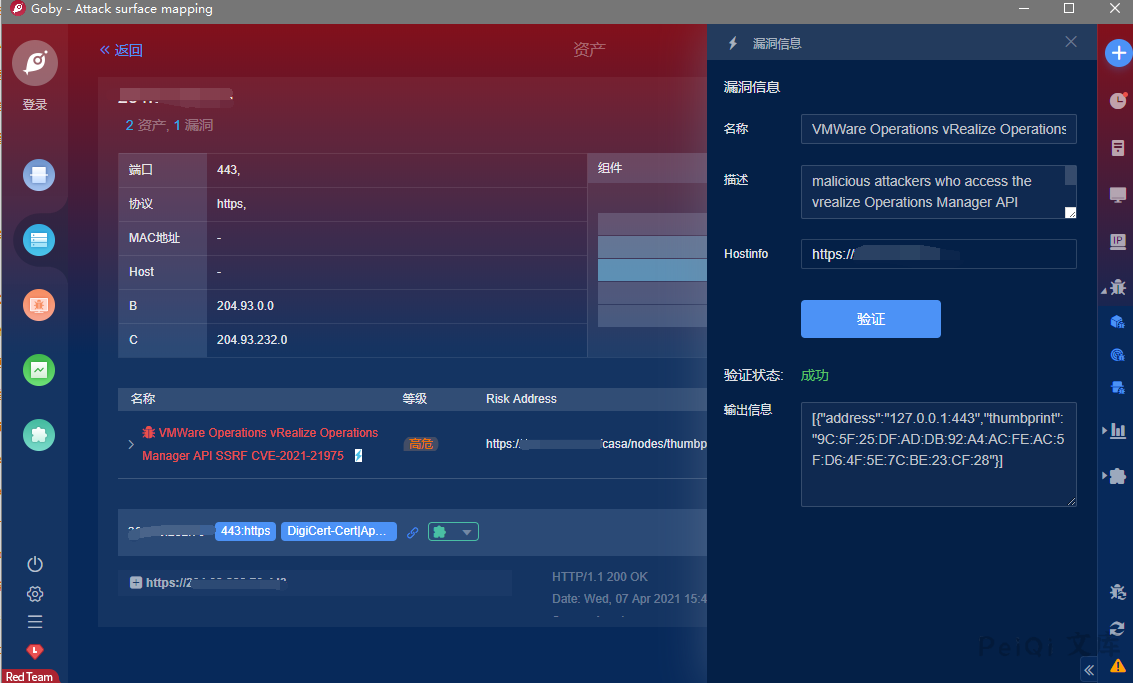 Goby - Attack surface mapping
登录
Red Team
« 返回
资产
2 资产, 1 漏洞
端口 443,
协议 https,
MAC地址 -
Host -
B 204.93.0.0
C 204.93.232.0
组件
名称 等级 Risk Address
VMWare Operations vRealize Operations
Manager API SSRF CVE-2021-21975
高危
https:// /casa/nodes/thumbp
443:https DigiCert-Cert|Ap...
https://2
HTTP/1.1 200 OK
Date: Wed, 07 Apr 2021 15:4
漏洞信息
漏洞信息
名称 VMWare Operations vRealize Operations
描述 malicious attackers who access the
vrealize Operations Manager API
Hostinfo https://
验证
验证状态: 成功
输出信息
[{"address":"127.0.0.1:443","thumbprint":
"9C:5F:25:DF:AD:DB:92:A4:AC:FE:AC:5
F:D6:4F:5E:7C:BE:23:CF:28"}]
IP
PeiQi 文库